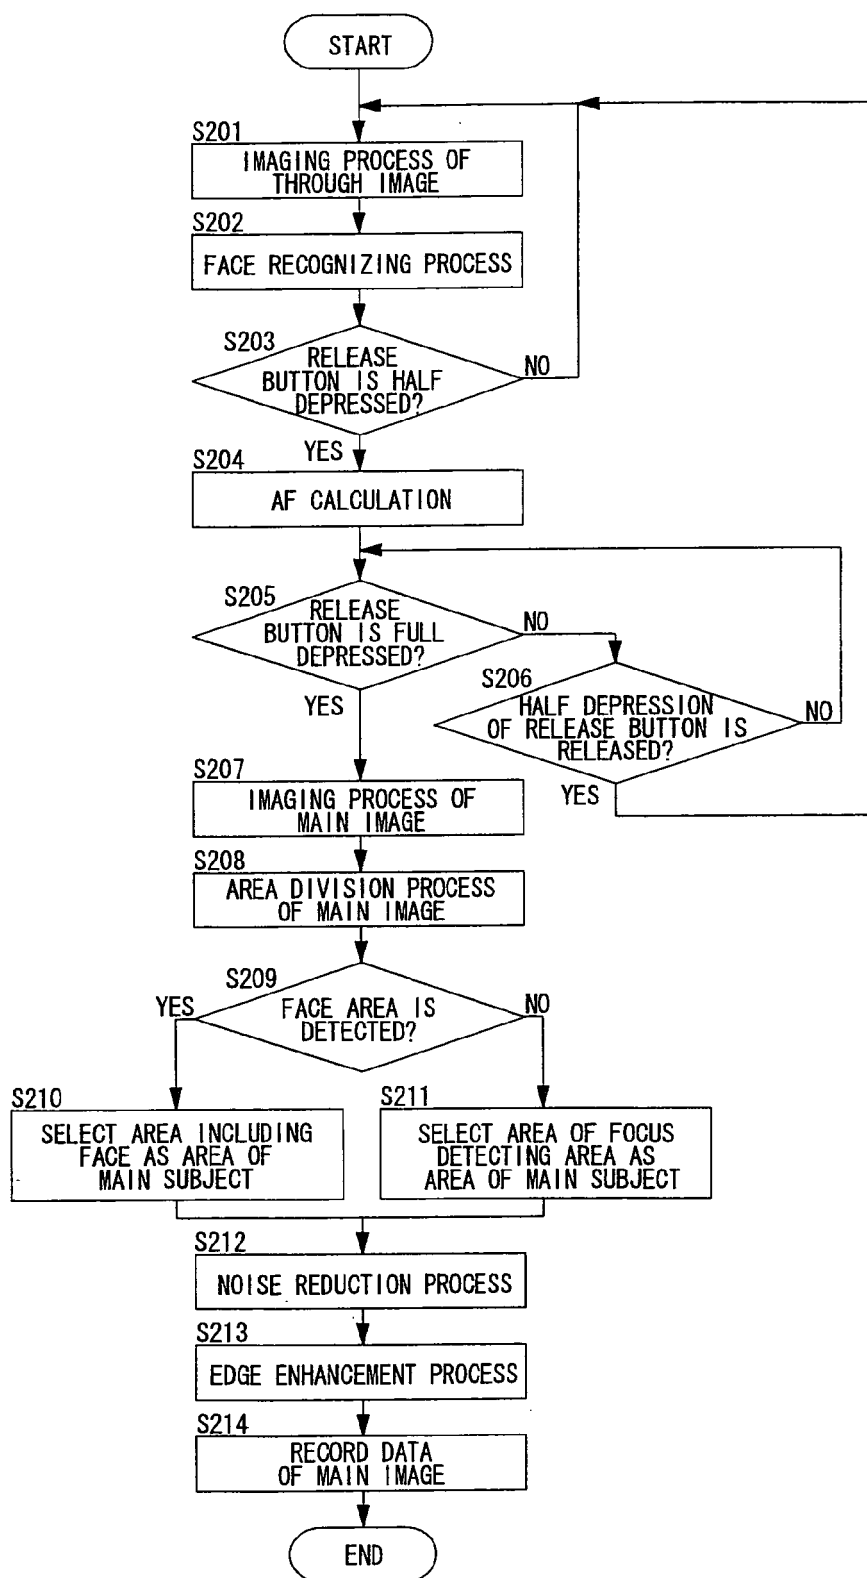 START
S201
IMAGING PROCESS OF
THROUGH IMAGE
S202
FACE RECOGNIZING PROCESS
S203
RELEASE
BUTTON IS HALF
DEPRESSED?
NO
YES
S204
AF CALCULATION
S205
RELEASE
BUTTON IS FULL
DEPRESSED?
NO
YES
S206
HALF DEPRESSION
OF RELEASE BUTTON IS
RELEASED?
NO
YES
S207
IMAGING PROCESS OF
MAIN IMAGE
S208
AREA DIVISION PROCESS
OF MAIN IMAGE
S209
FACE AREA IS
DETECTED?
YES
NO
S210
SELECT AREA INCLUDING
FACE AS AREA OF
MAIN SUBJECT
S211
SELECT AREA OF FOCUS
DETECTING AREA AS
AREA OF MAIN SUBJECT
S212
NOISE REDUCTION PROCESS
S213
EDGE ENHANCEMENT PROCESS
S214
RECORD DATA
OF MAIN IMAGE
END